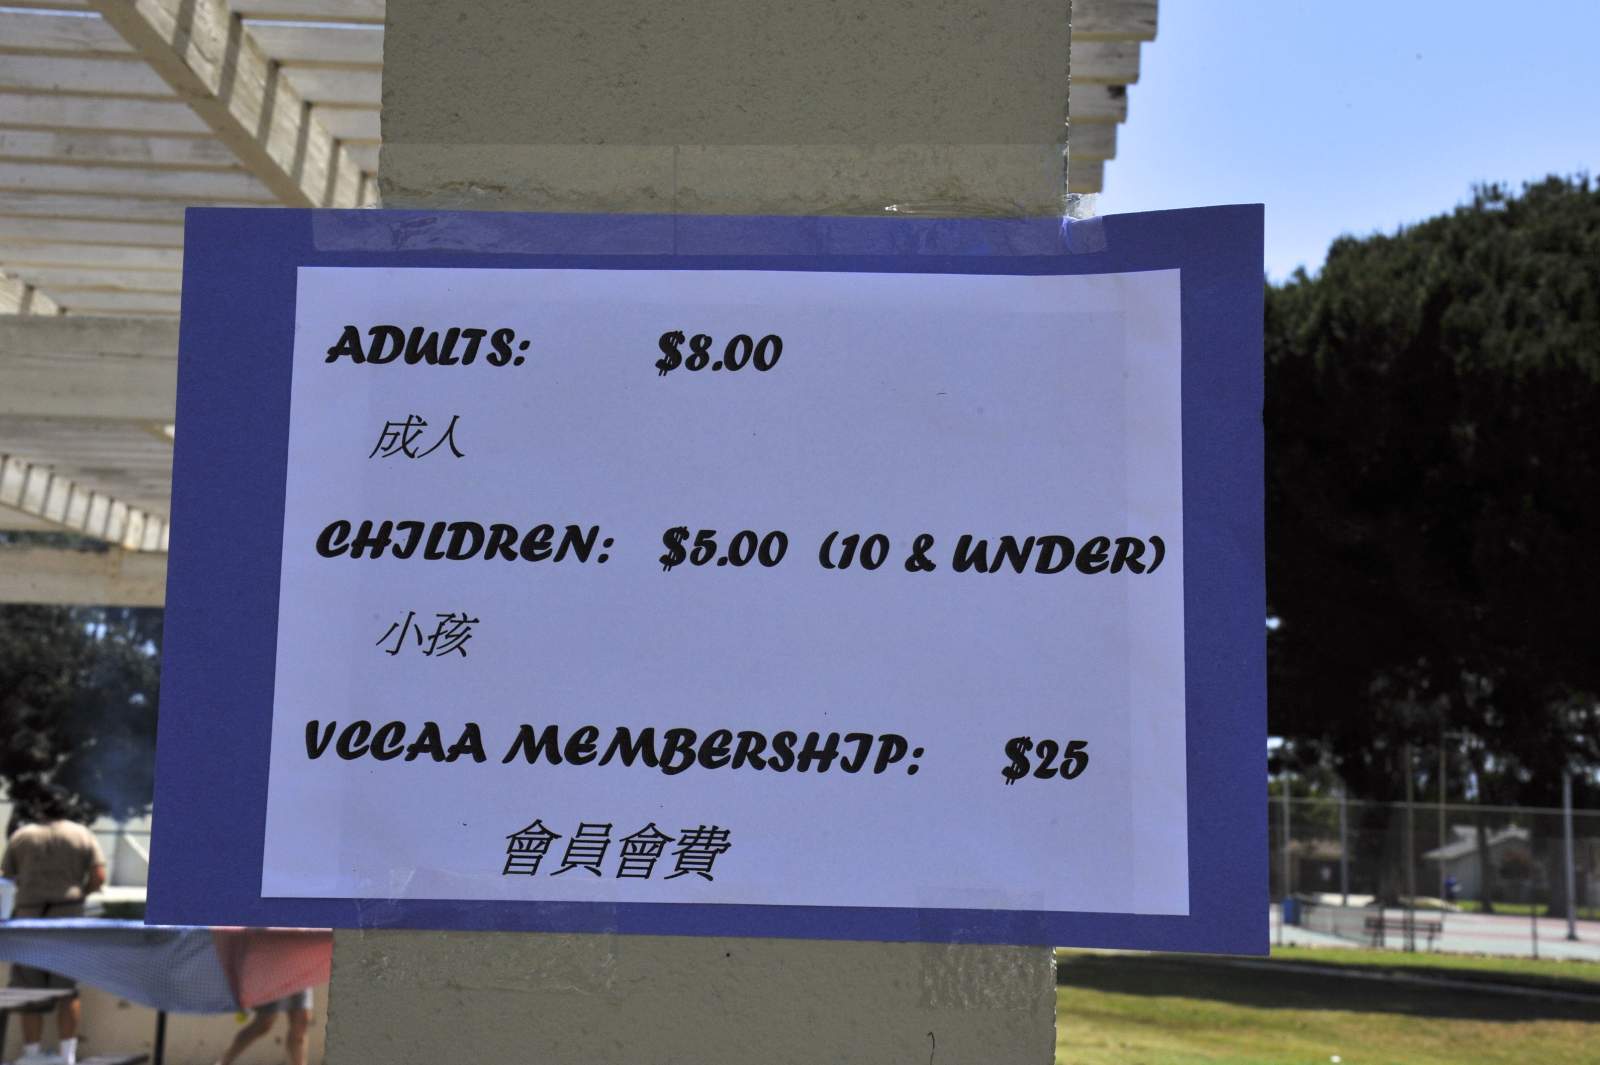 ADULTS: $8.00
成人
CHILDREN: $5.00 (10 & UNDER)
小孩
VCCAA MEMBERSHIP: $25
會員會費